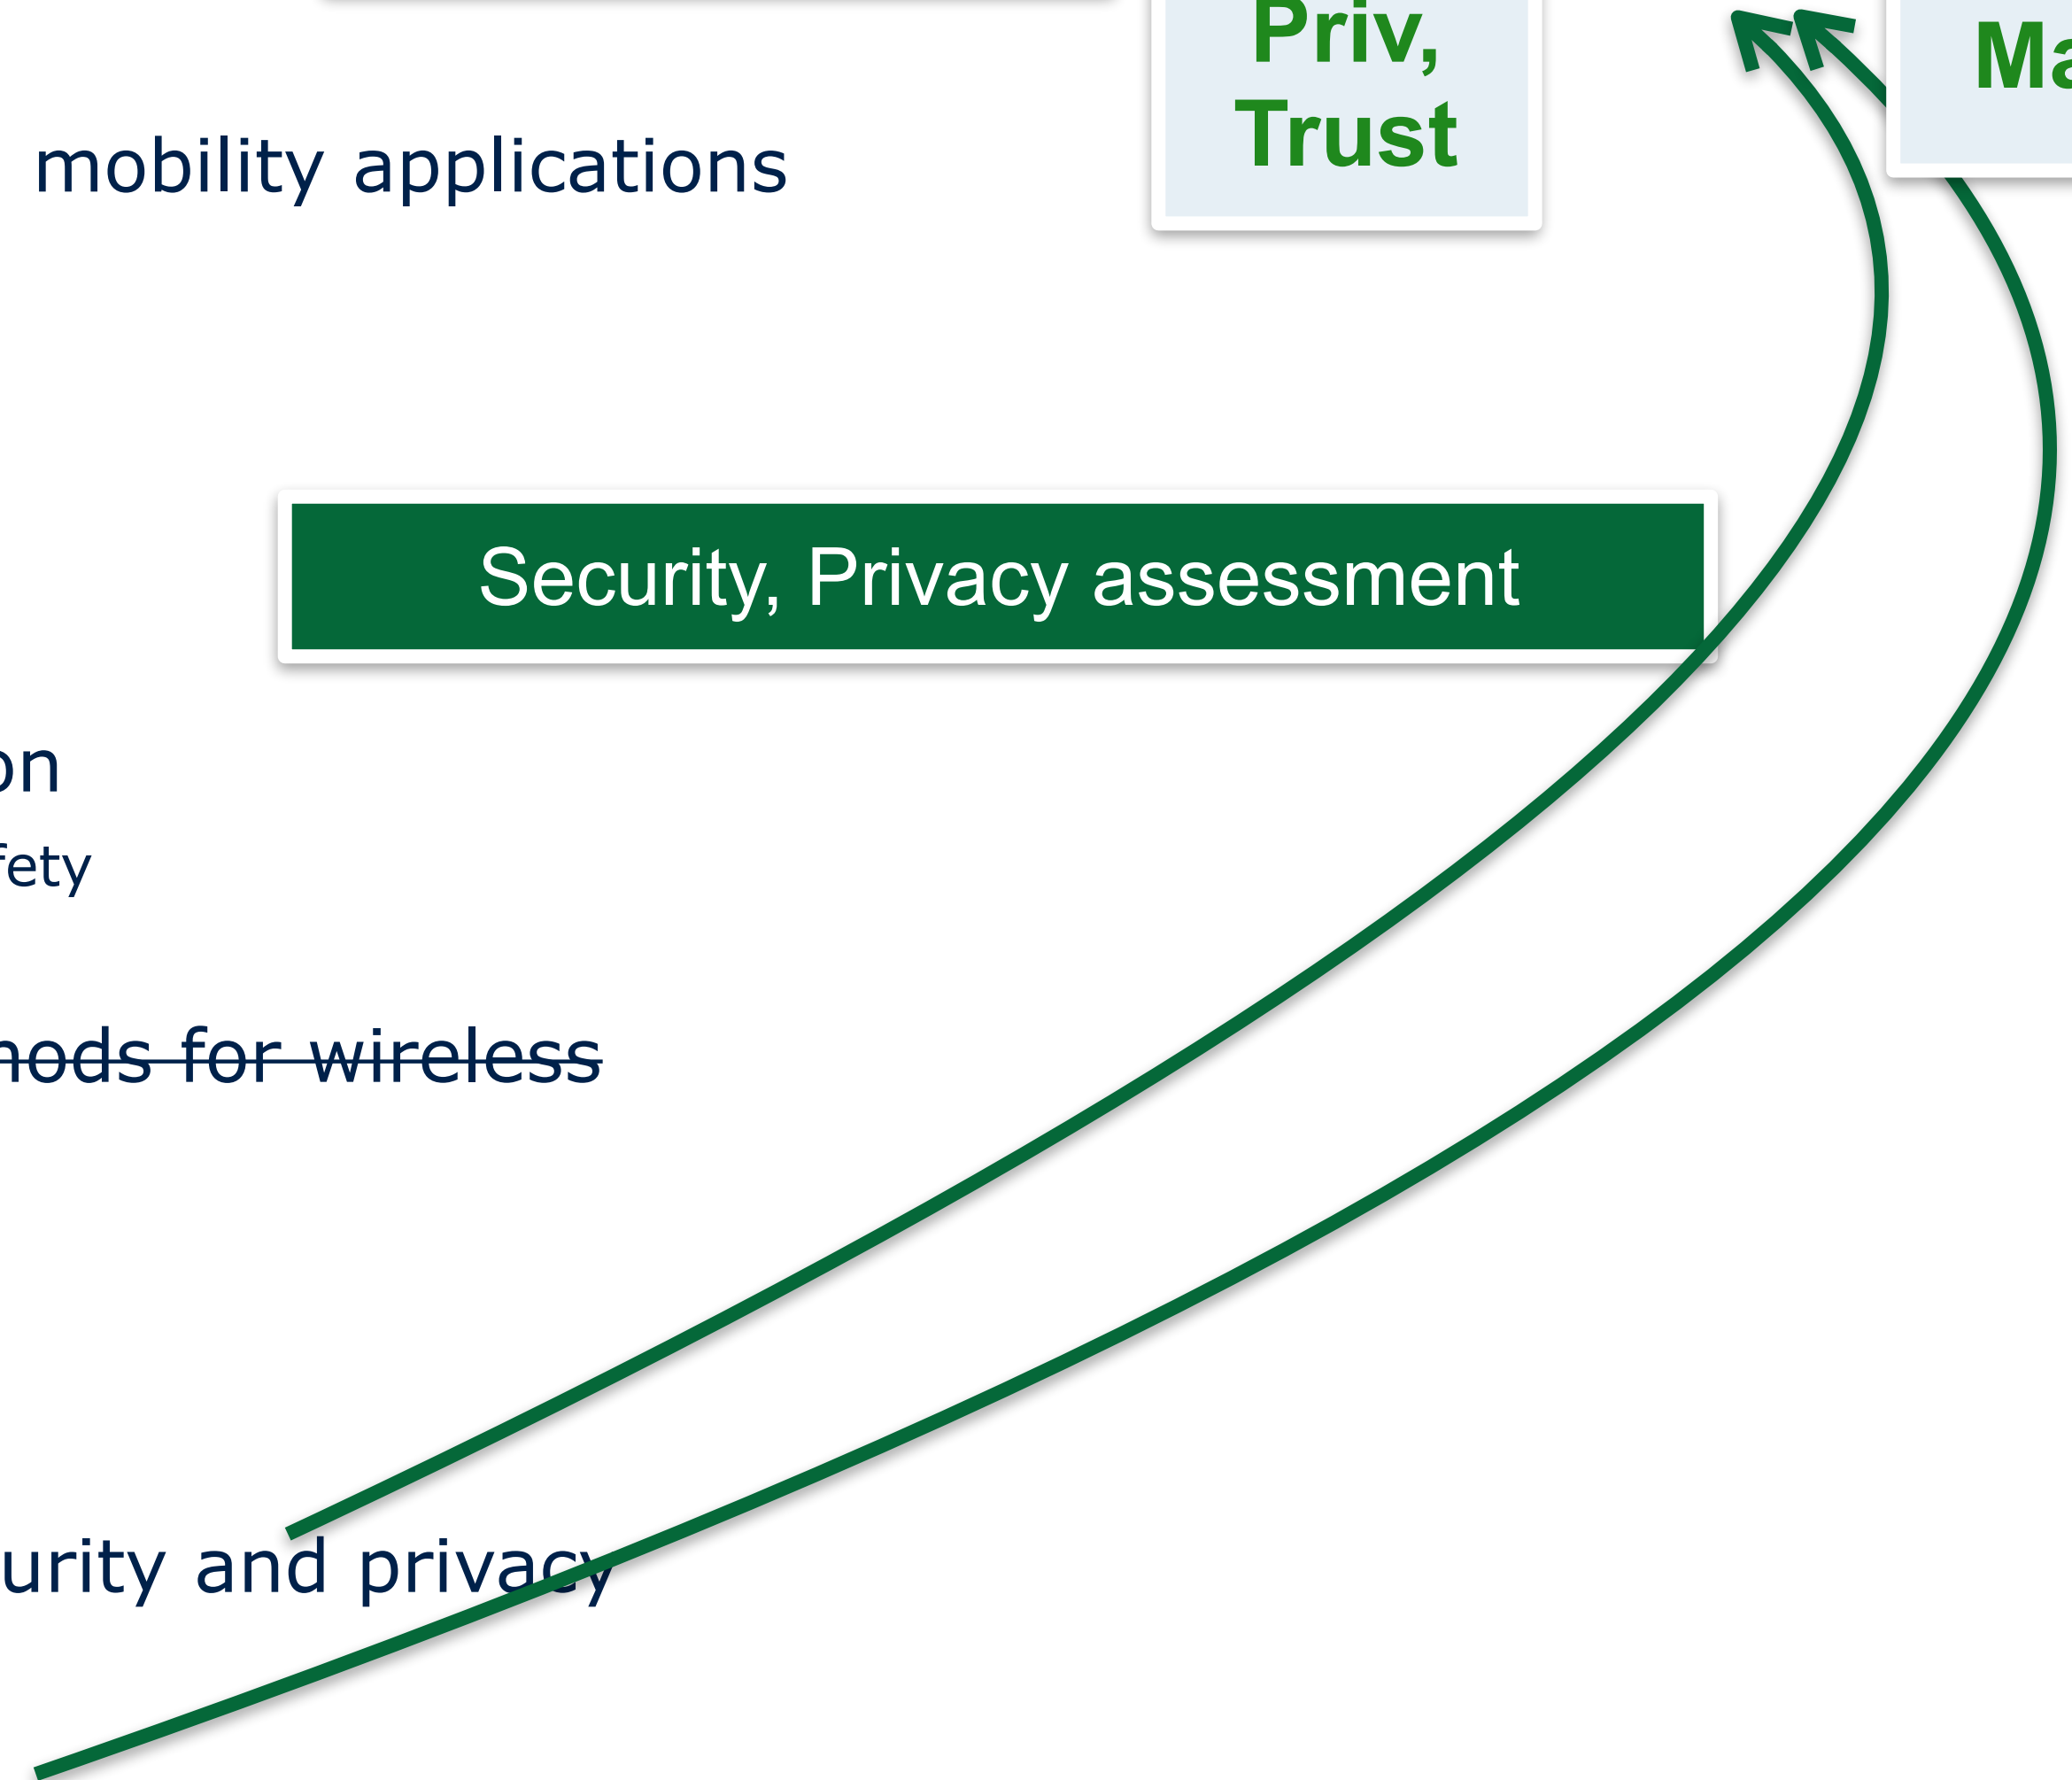 Priv,
Trust
Ma
mobility applications
Security, Privacy assessment
on
fety
nods for wireless
urity and privacy